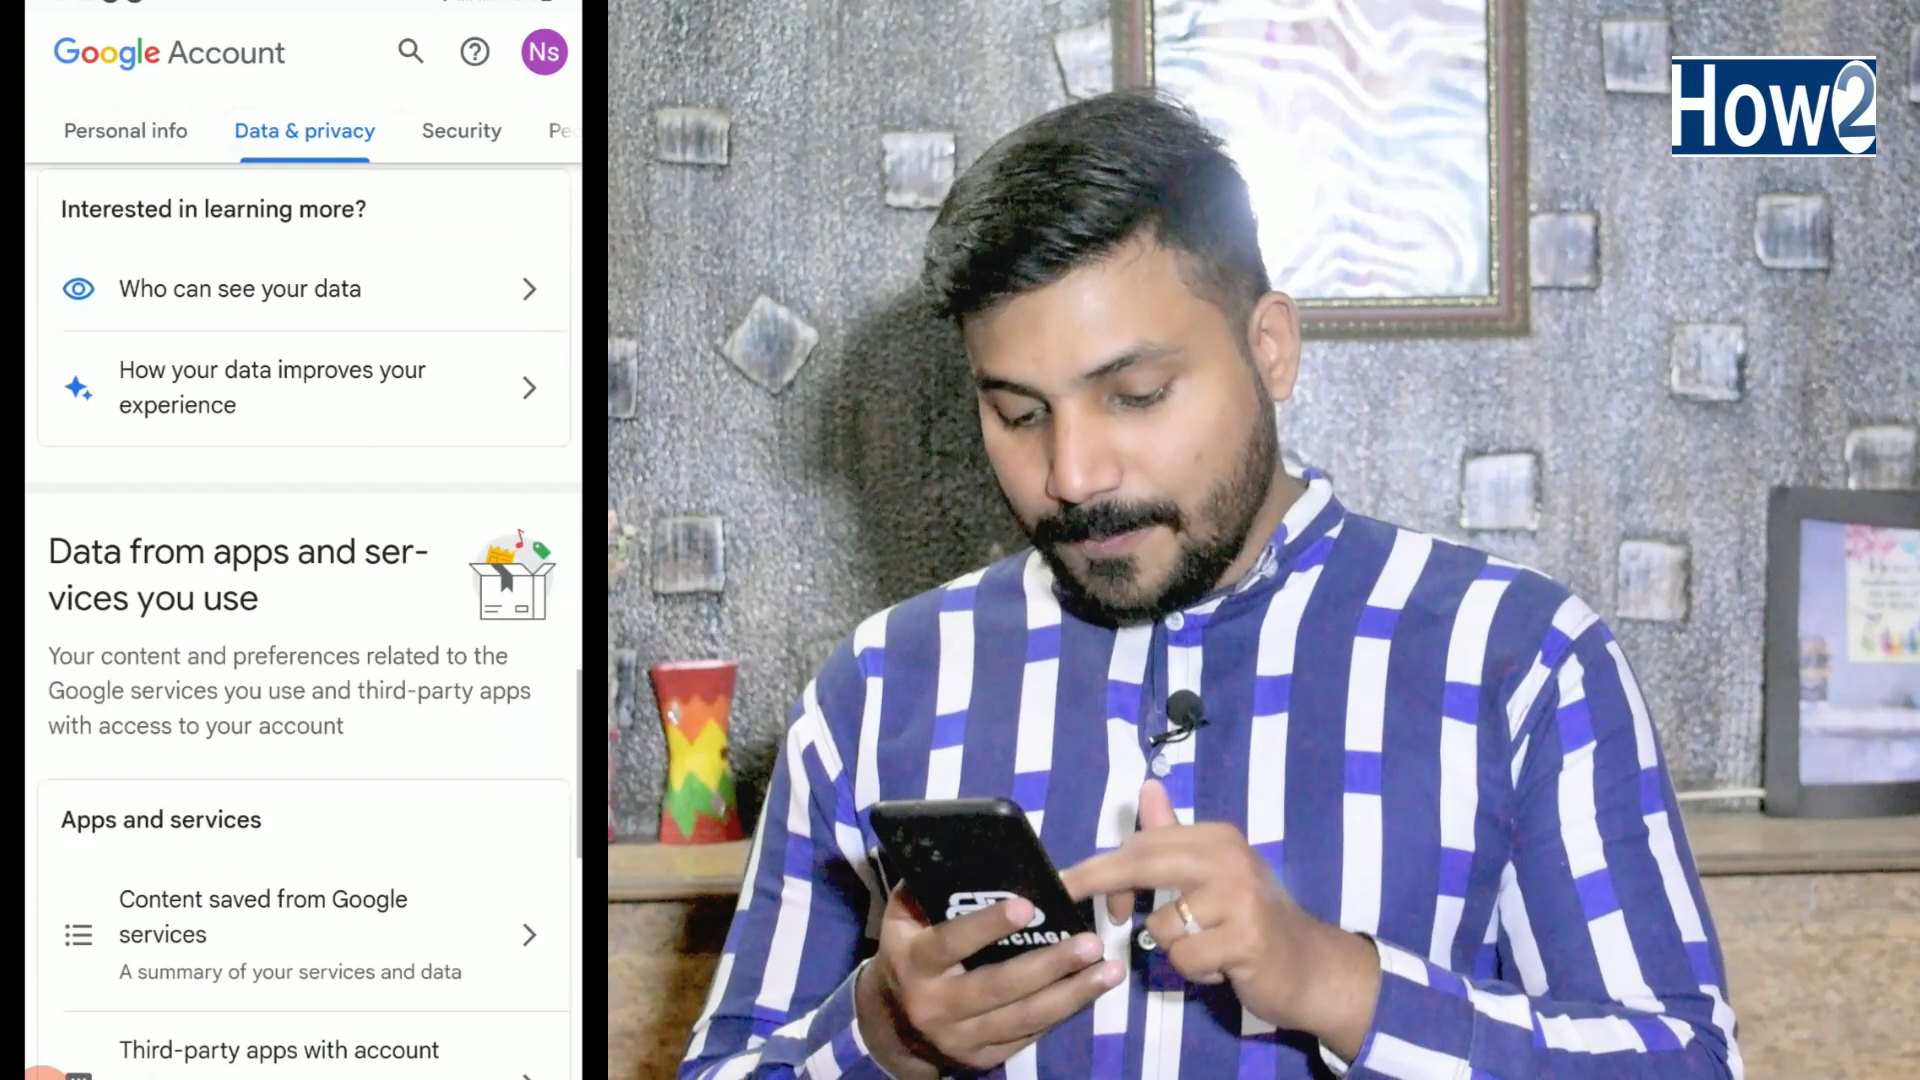 Google Account
Ns
Personal info
Data & privacy
Security
Interested in learning more?
Who can see your data
How your data improves your
experience
Data from apps and ser-
vices you use
Your content and preferences related to the
Google services you use and third-party apps
with access to your account
Apps and services
Content saved from Google
services
A summary of your services and data
Third-party apps with account
How2